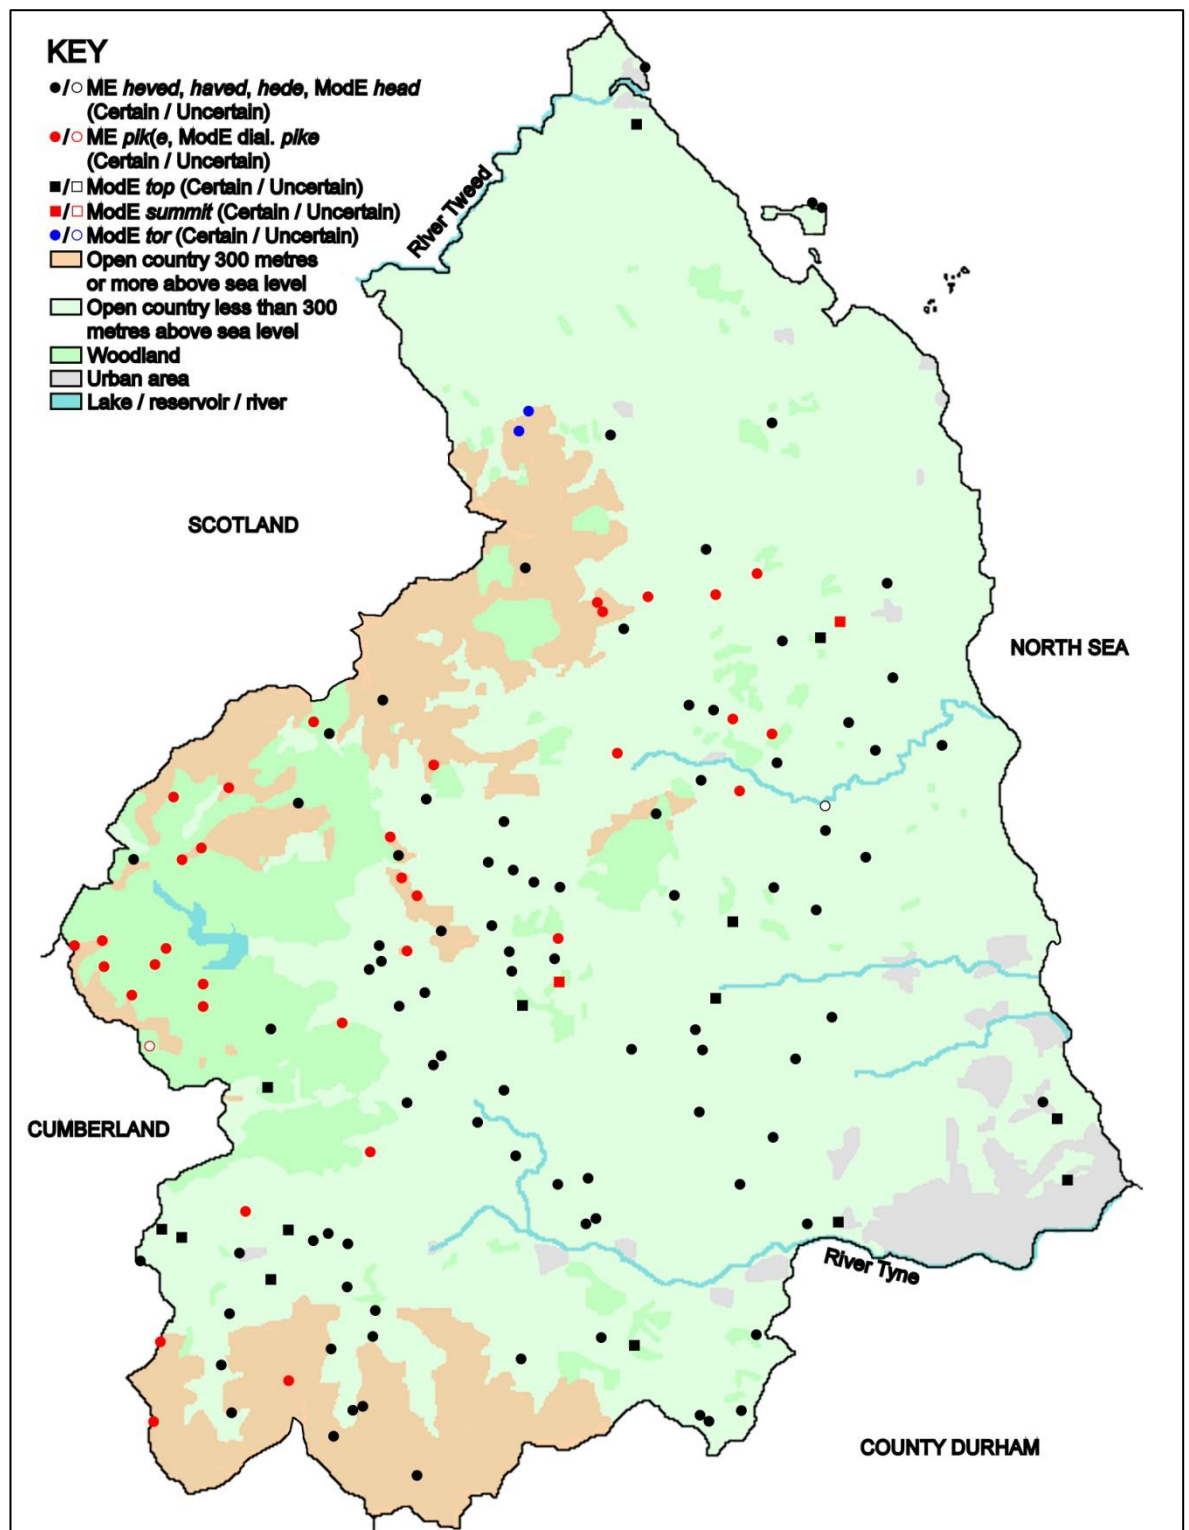 KEY
●/○ ME heved, haved, hede, ModE head
(Certain / Uncertain)
●/○ ME pik(e, ModE dial. pike
(Certain / Uncertain)
■/□ ModE top (Certain / Uncertain)
■/□ ModE summit (Certain / Uncertain)
●/○ ModE tor (Certain / Uncertain)
Open country 300 metres
or more above sea level
Open country less than 300
metres above sea level
Woodland
Urban area
Lake / reservoir / river
River Tweed
SCOTLAND
NORTH SEA
CUMBERLAND
River Tyne
COUNTY DURHAM